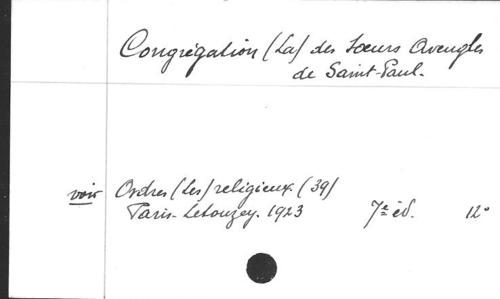 Congrégation (La) des Soeurs Aveugles
de Saint-Paul.
voir Ordres (Les) religieux. (39)
Paris-Letouzey. 1923 7e éd. 12°